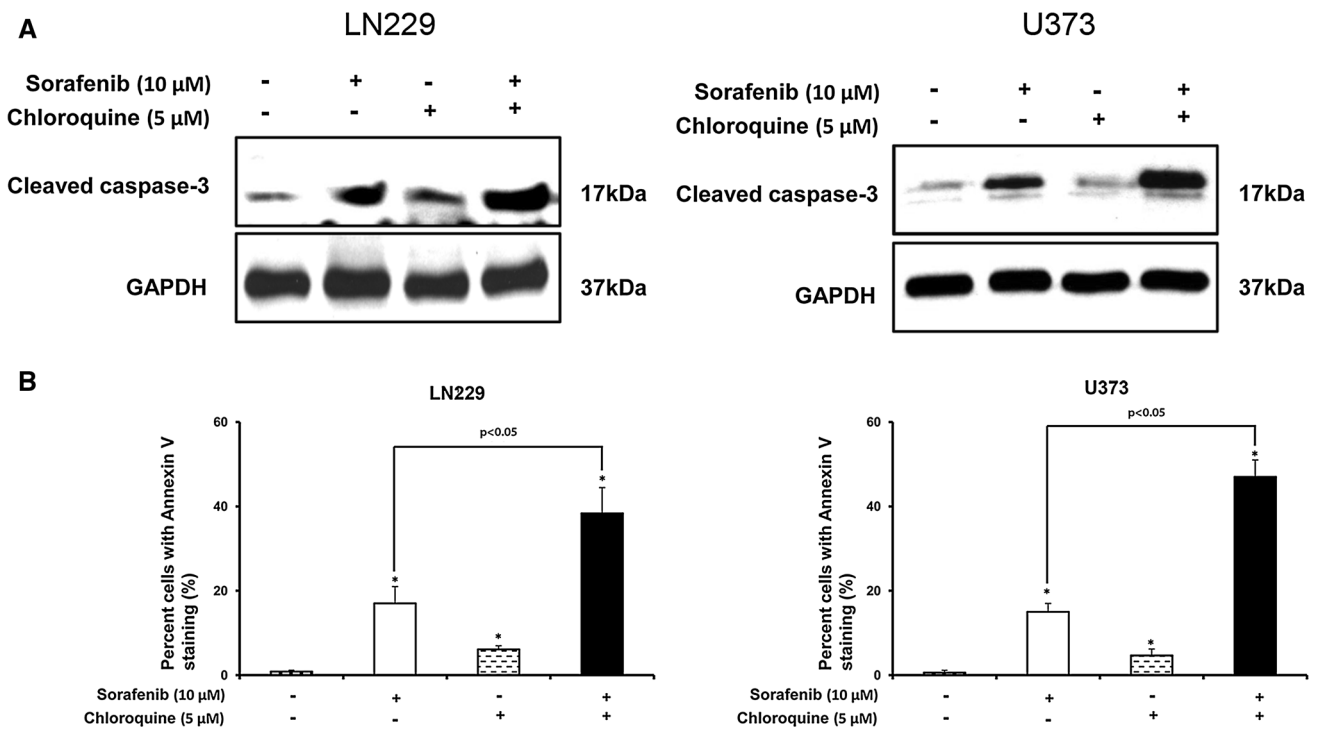 A
LN229
U373
Sorafenib (10 µM) - + - +
Chloroquine (5 µM) - - + +
Cleaved caspase-3 17kDa
GAPDH 37kDa
Sorafenib (10 µM) - + - +
Chloroquine (5 µM) - - + +
Cleaved caspase-3 17kDa
GAPDH 37kDa
B
LN229
Percent cells with Annexin V
staining (%)
60
40
20
0
p<0.05
* * *
Sorafenib (10 µM) - + - +
Chloroquine (5 µM) - - + +
U373
Percent cells with Annexin V
staining (%)
60
40
20
0
p<0.05
* * *
Sorafenib (10 µM) - + - +
Chloroquine (5 µM) - - + +